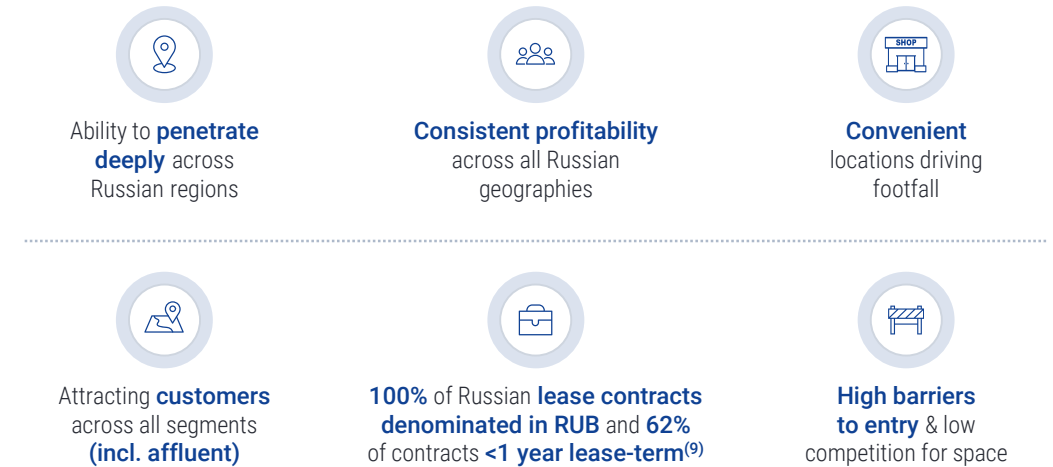 SHOP
Ability to penetrate
deeply across
Russian regions
Consistent profitability
across all Russian
geographies
Convenient
locations driving
footfall
Attracting customers
across all segments
(incl. affluent)
100% of Russian lease contracts
denominated in RUB and 62%
of contracts <1 year lease-term(9)
High barriers
to entry & low
competition for space